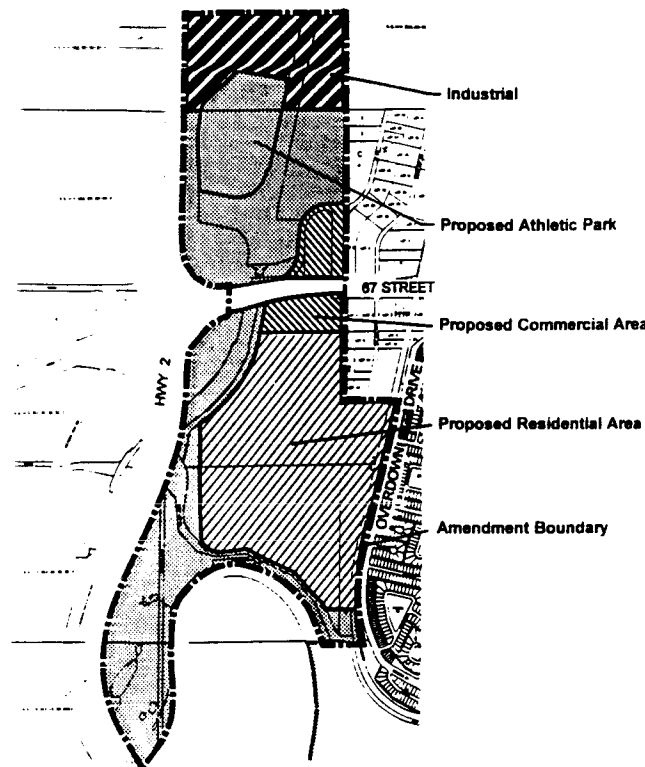 Industrial
Proposed Athletic Park
67 STREET
Proposed Commercial Area
HWY 2
OVERDOWN DRIVE
Proposed Residential Area
Amendment Boundary